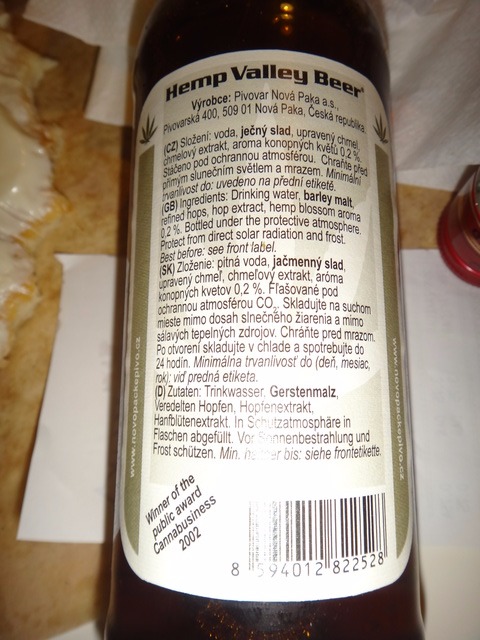 Hemp Valley Beer®
Výrobce: Pivovar Nová Paka a.s.,
Pivovarská 400, 509 01 Nová Paka, Česká republika
(CZ) Složení: voda, ječný slad, upravený chmel,
chmelový extrakt, aroma konopných květů 0,2 %.
Stáčeno pod ochrannou atmosférou. Chraňte před
přímým slunečním světlem a mrazem. Minimální
trvanlivost do: uvedeno na přední etiketě.
(GB) Ingredients: Drinking water, barley malt,
refined hops, hop extract, hemp blossom aroma
0,2 %. Bottled under the protective atmosphere.
Protect from direct solar radiation and frost.
Best before: see front label.
(SK) Zloženie: pitná voda, jačmenný slad,
upravený chmeľ, chmeľový extrakt, aróma
konopných kvetov 0,2 %. Fľašované pod
ochrannou atmosférou CO2. Skladujte na suchom
mieste mimo dosah slnečného žiarenia a mimo
sálavých tepelných zdrojov. Chráňte pred mrazom.
Po otvorení skladujte v chlade a spotrebujte do
24 hodín. Minimálna trvanlivosť do (deň, mesiac,
rok): viď predná etiketa.
(D) Zutaten: Trinkwasser, Gerstenmalz,
Veredelten Hopfen, Hopfenextrakt,
Hanfblütenextrakt. In Schutzatmosphäre in
Flaschen abgefüllt. Vor Sonnenbestrahlung und
Frost schützen. Min. haltbar bis: siehe frontetikette.
www.novopackepivo.cz
www.novopackepivo.cz
Winner of the
public award
Cannabusiness
2002
8 594012 822528